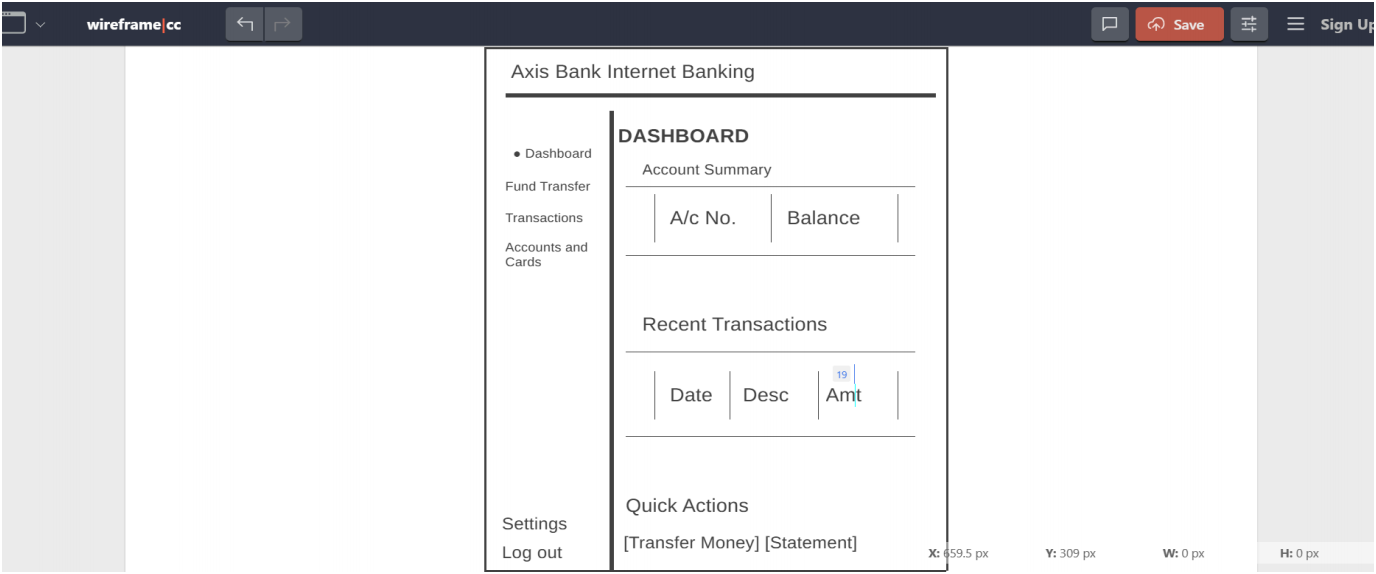 wireframe|cc
Save
Sign Up
Axis Bank Internet Banking
DASHBOARD
● Dashboard
Account Summary
Fund Transfer
A/c No.
Balance
Transactions
Accounts and
Cards
Recent Transactions
19
Date
Desc
Amt
Quick Actions
Settings
[Transfer Money] [Statement]
Log out
X: 659.5 px
Y: 309 px
W: 0 px
H: 0 px